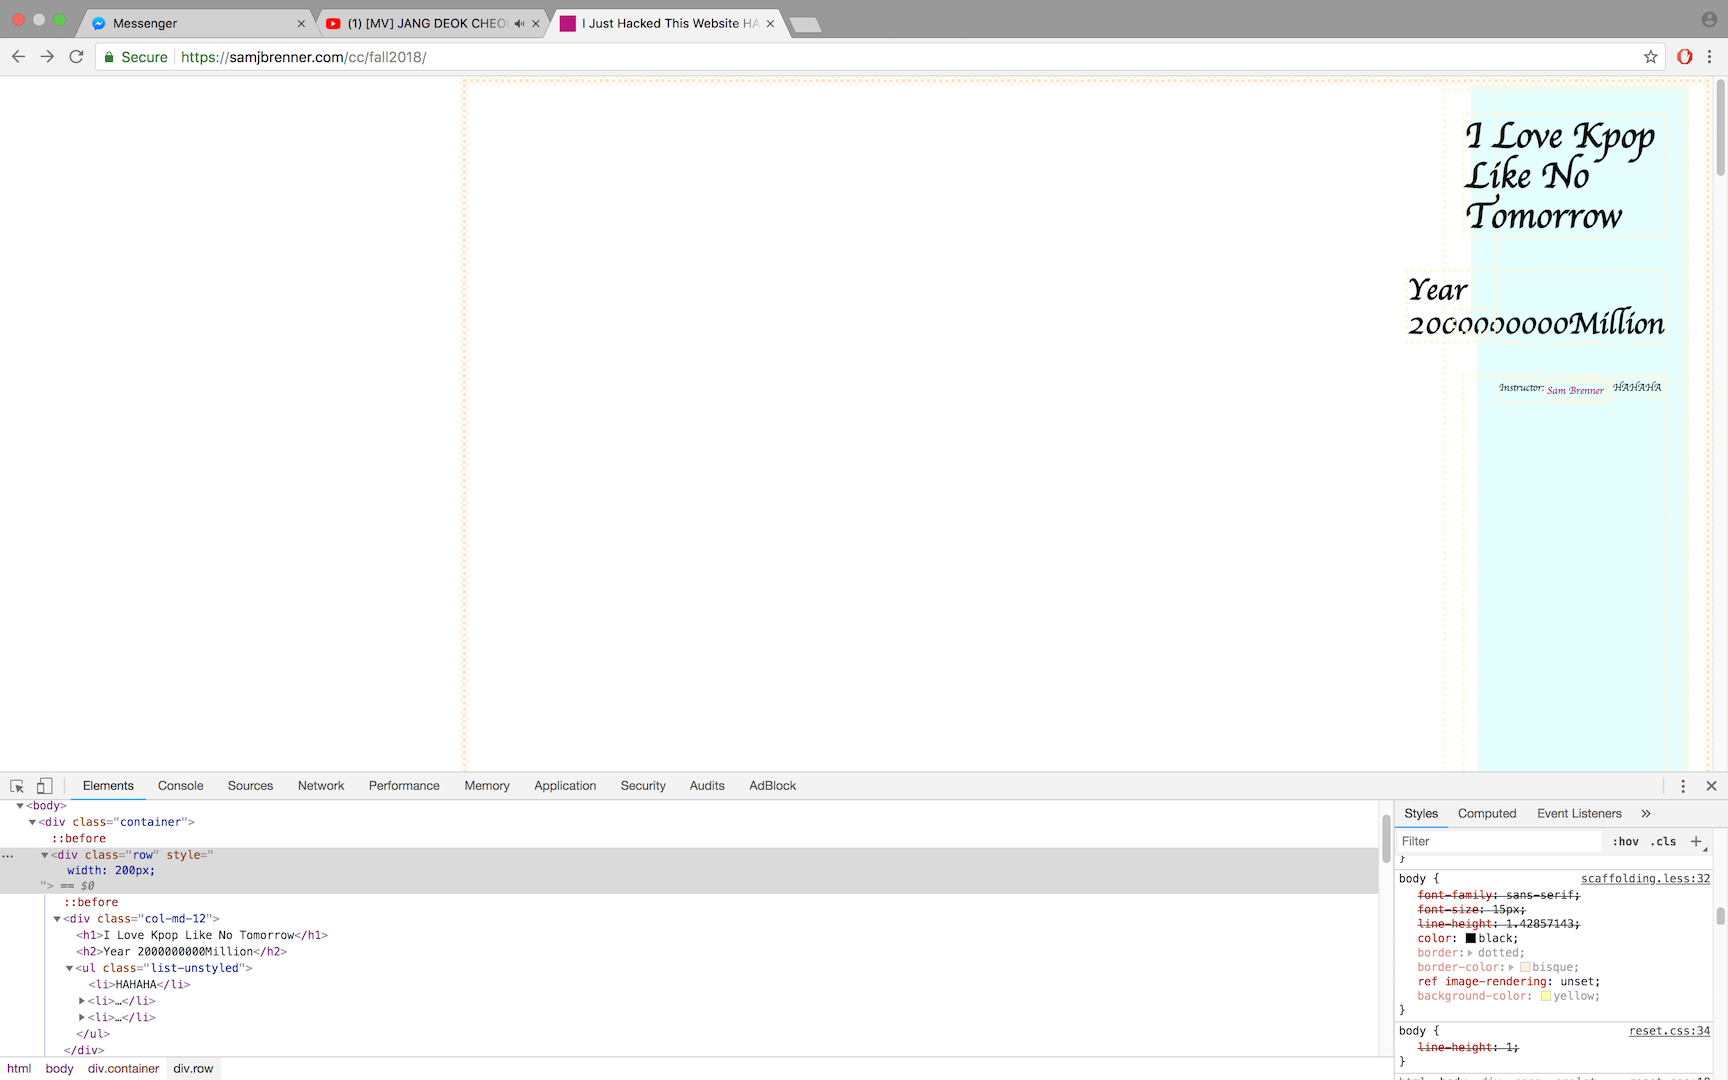 Messenger
(1) [MV] JANG DEOK CHEO
I Just Hacked This Website HA
Secure https://samjbrenner.com/cc/fall2018/
I Love Kpop
Like No
Tomorrow
Year
2000000000Million
Instructor: Sam Brenner HAHAHA
Elements Console Sources Network Performance Memory Application Security Audits AdBlock
<body>
<div class="container">
::before
<div class="row" style="
width: 200px;
"> == $0
::before
<div class="col-md-12">
<h1>I Love Kpop Like No Tomorrow</h1>
<h2>Year 2000000000Million</h2>
<ul class="list-unstyled">
<li>HAHAHA</li>
<li>…</li>
<li>…</li>
</ul>
</div>
html body div.container div.row
Styles Computed Event Listeners »
Filter :hov .cls +
}
body { scaffolding.less:32
font-family: sans-serif;
font-size: 15px;
line-height: 1.42857143;
color: black;
border: dotted;
border-color: bisque;
ref image-rendering: unset;
background-color: yellow;
}
body { reset.css:34
line-height: 1;
}